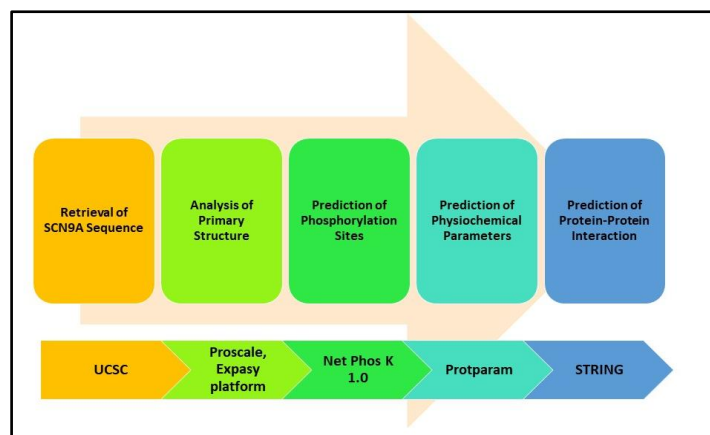 Retrieval of
SCN9A Sequence
Analysis of
Primary
Structure
Prediction of
Phosphorylation
Sites
Prediction of
Physiochemical
Parameters
Prediction of
Protein-Protein
Interaction
UCSC
Proscale,
Expasy
platform
Net Phos K
1.0
Protparam
STRING